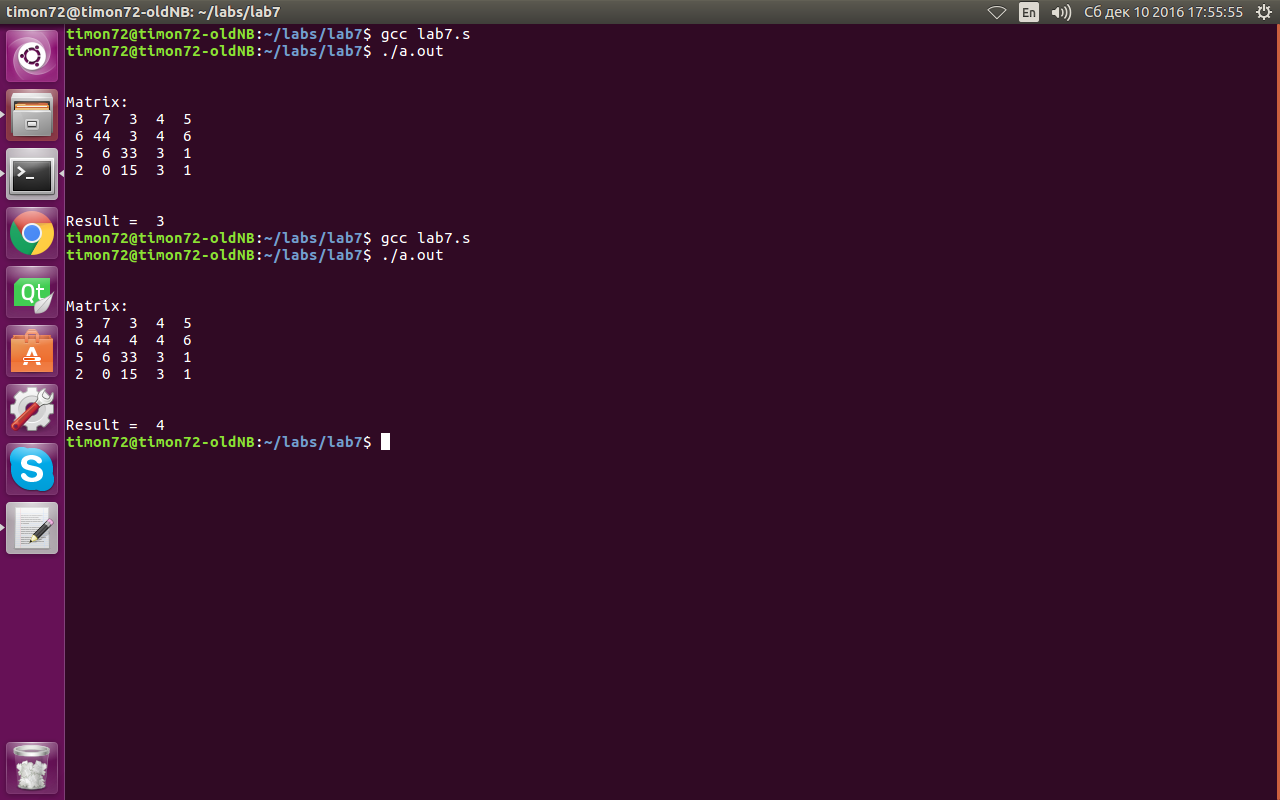 timon72@timon72-oldNB: ~/labs/lab7
En
Сб дек 10 2016 17:55:55
timon72@timon72-oldNB:~/labs/lab7$ gcc lab7.s
timon72@timon72-oldNB:~/labs/lab7$ ./a.out
Matrix:
3 7 3 4 5
6 44 3 4 6
5 6 33 3 1
2 0 15 3 1
Result = 3
timon72@timon72-oldNB:~/labs/lab7$ gcc lab7.s
timon72@timon72-oldNB:~/labs/lab7$ ./a.out
Matrix:
3 7 3 4 5
6 44 4 4 6
5 6 33 3 1
2 0 15 3 1
Result = 4
timon72@timon72-oldNB:~/labs/lab7$
>_
Qt
A
S